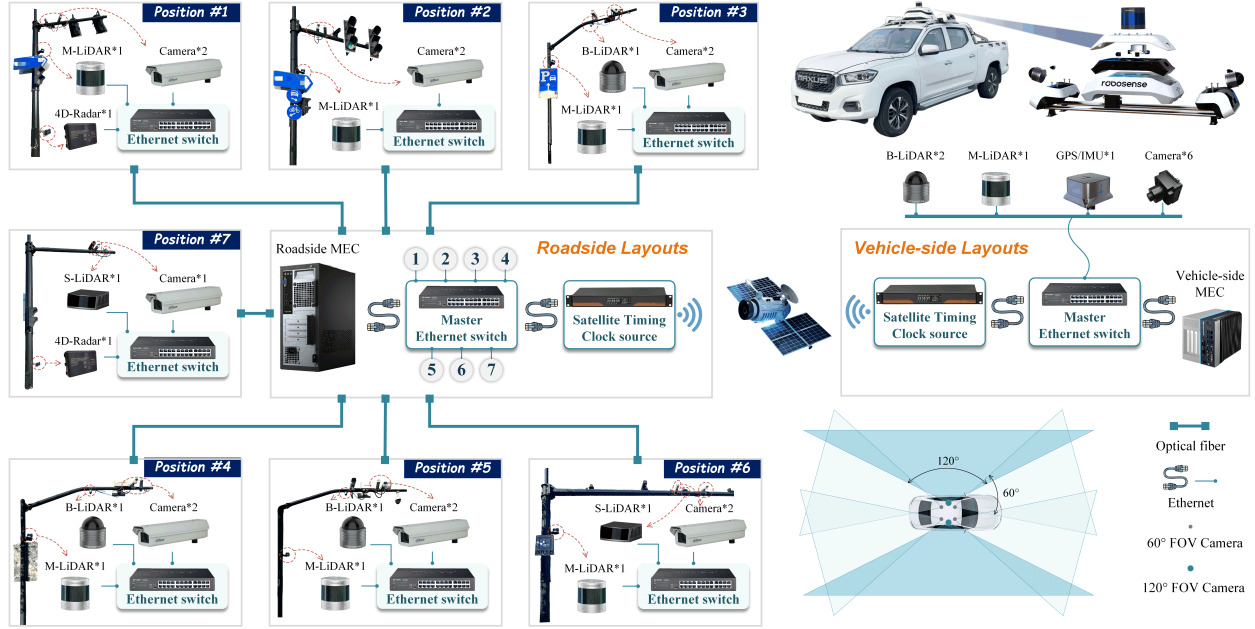 Position #1
M-LiDAR*1
Camera*2
4D-Radar*1
Ethernet switch
Position #2
Camera*2
M-LiDAR*1
Ethernet switch
Position #3
B-LiDAR*1
Camera*2
P
M-LiDAR*1
Ethernet switch
MAXUS
robosense
B-LiDAR*2
M-LiDAR*1
GPS/IMU*1
Camera*6
Position #7
S-LiDAR*1
Camera*1
4D-Radar*1
Ethernet switch
Roadside MEC
Roadside Layouts
1
2
3
4
Master
Ethernet switch
5
6
7
Satellite Timing
Clock source
Vehicle-side Layouts
Satellite Timing
Clock source
Master
Ethernet switch
Vehicle-side
MEC
Position #4
B-LiDAR*1
Camera*2
M-LiDAR*1
Ethernet switch
Position #5
B-LiDAR*1
Camera*2
M-LiDAR*1
Ethernet switch
Position #6
S-LiDAR*1
Camera*2
M-LiDAR*1
Ethernet switch
120°
60°
Optical fiber
Ethernet
60° FOV Camera
120° FOV Camera